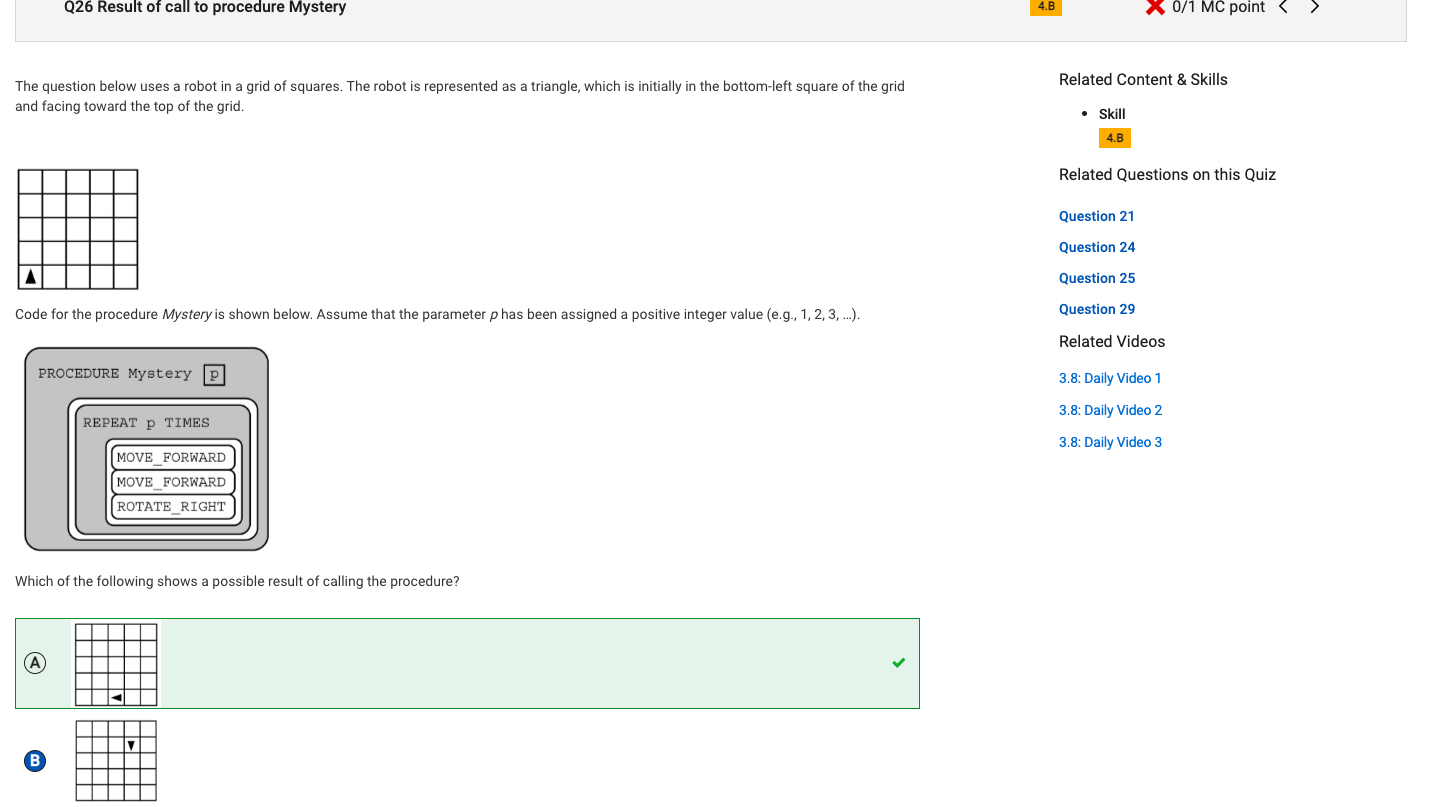 Q26 Result of call to procedure Mystery
4.B
0/1 MC point
The question below uses a robot in a grid of squares. The robot is represented as a triangle, which is initially in the bottom-left square of the grid
and facing toward the top of the grid.
Code for the procedure Mystery is shown below. Assume that the parameter p has been assigned a positive integer value (e.g., 1, 2, 3, …).
PROCEDURE Mystery p
REPEAT p TIMES
MOVE_FORWARD
MOVE_FORWARD
ROTATE_RIGHT
Which of the following shows a possible result of calling the procedure?
A
B
Related Content & Skills
Skill
4.B
Related Questions on this Quiz
Question 21
Question 24
Question 25
Question 29
Related Videos
3.8: Daily Video 1
3.8: Daily Video 2
3.8: Daily Video 3